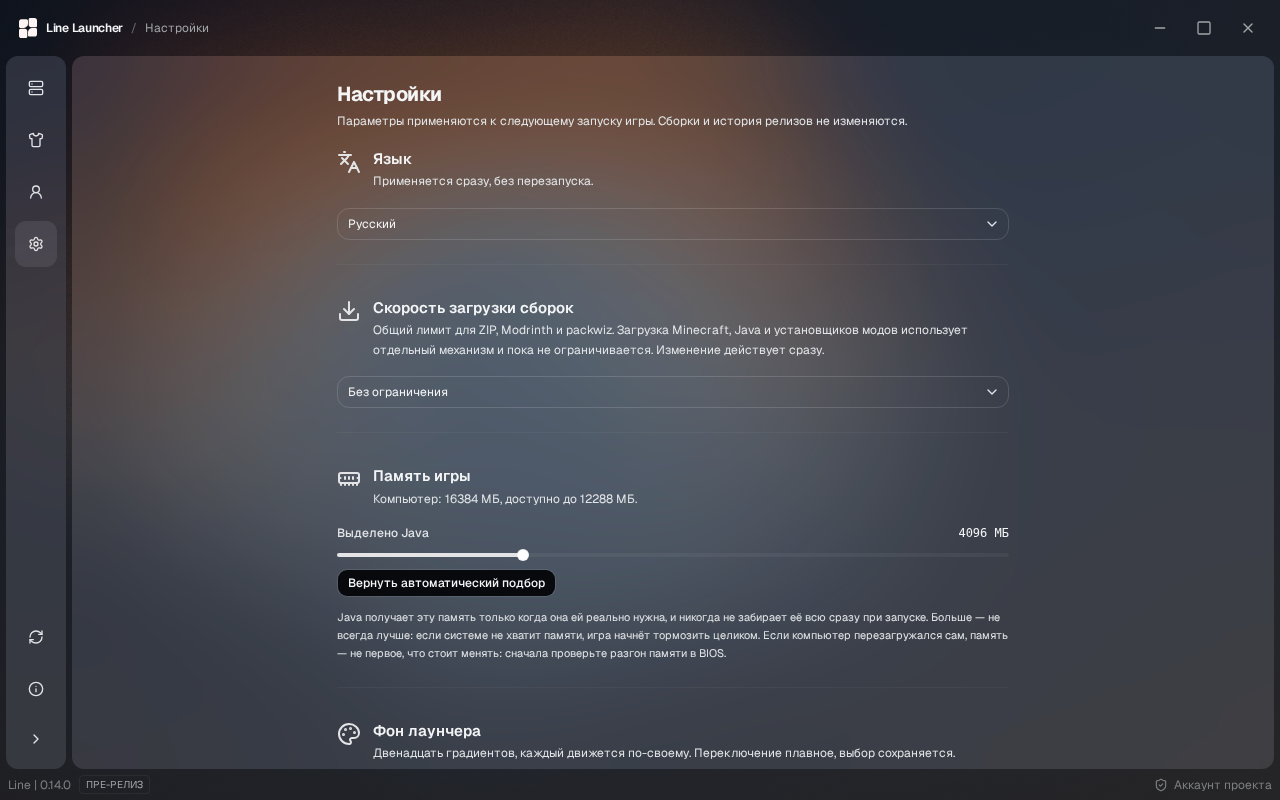 Line Launcher / Настройки
Настройки
Параметры применяются к следующему запуску игры. Сборки и история релизов не изменяются.
Язык
Применяется сразу, без перезапуска.
Русский
Скорость загрузки сборок
Общий лимит для ZIP, Modrinth и packwiz. Загрузка Minecraft, Java и установщиков модов использует
отдельный механизм и пока не ограничивается. Изменение действует сразу.
Без ограничения
Память игры
Компьютер: 16384 МБ, доступно до 12288 МБ.
Выделено Java 4096 МБ
Вернуть автоматический подбор
Java получает эту память только когда она ей реально нужна, и никогда не забирает её всю сразу при запуске. Больше — не
всегда лучше: если системе не хватит памяти, игра начнёт тормозить целиком. Если компьютер перезагружался сам, память
— не первое, что стоит менять: сначала проверьте разгон памяти в BIOS.
Фон лаунчера
Двенадцать градиентов, каждый движется по-своему. Переключение плавное, выбор сохраняется.
Line | 0.14.0 ПРЕ-РЕЛИЗ Аккаунт проекта